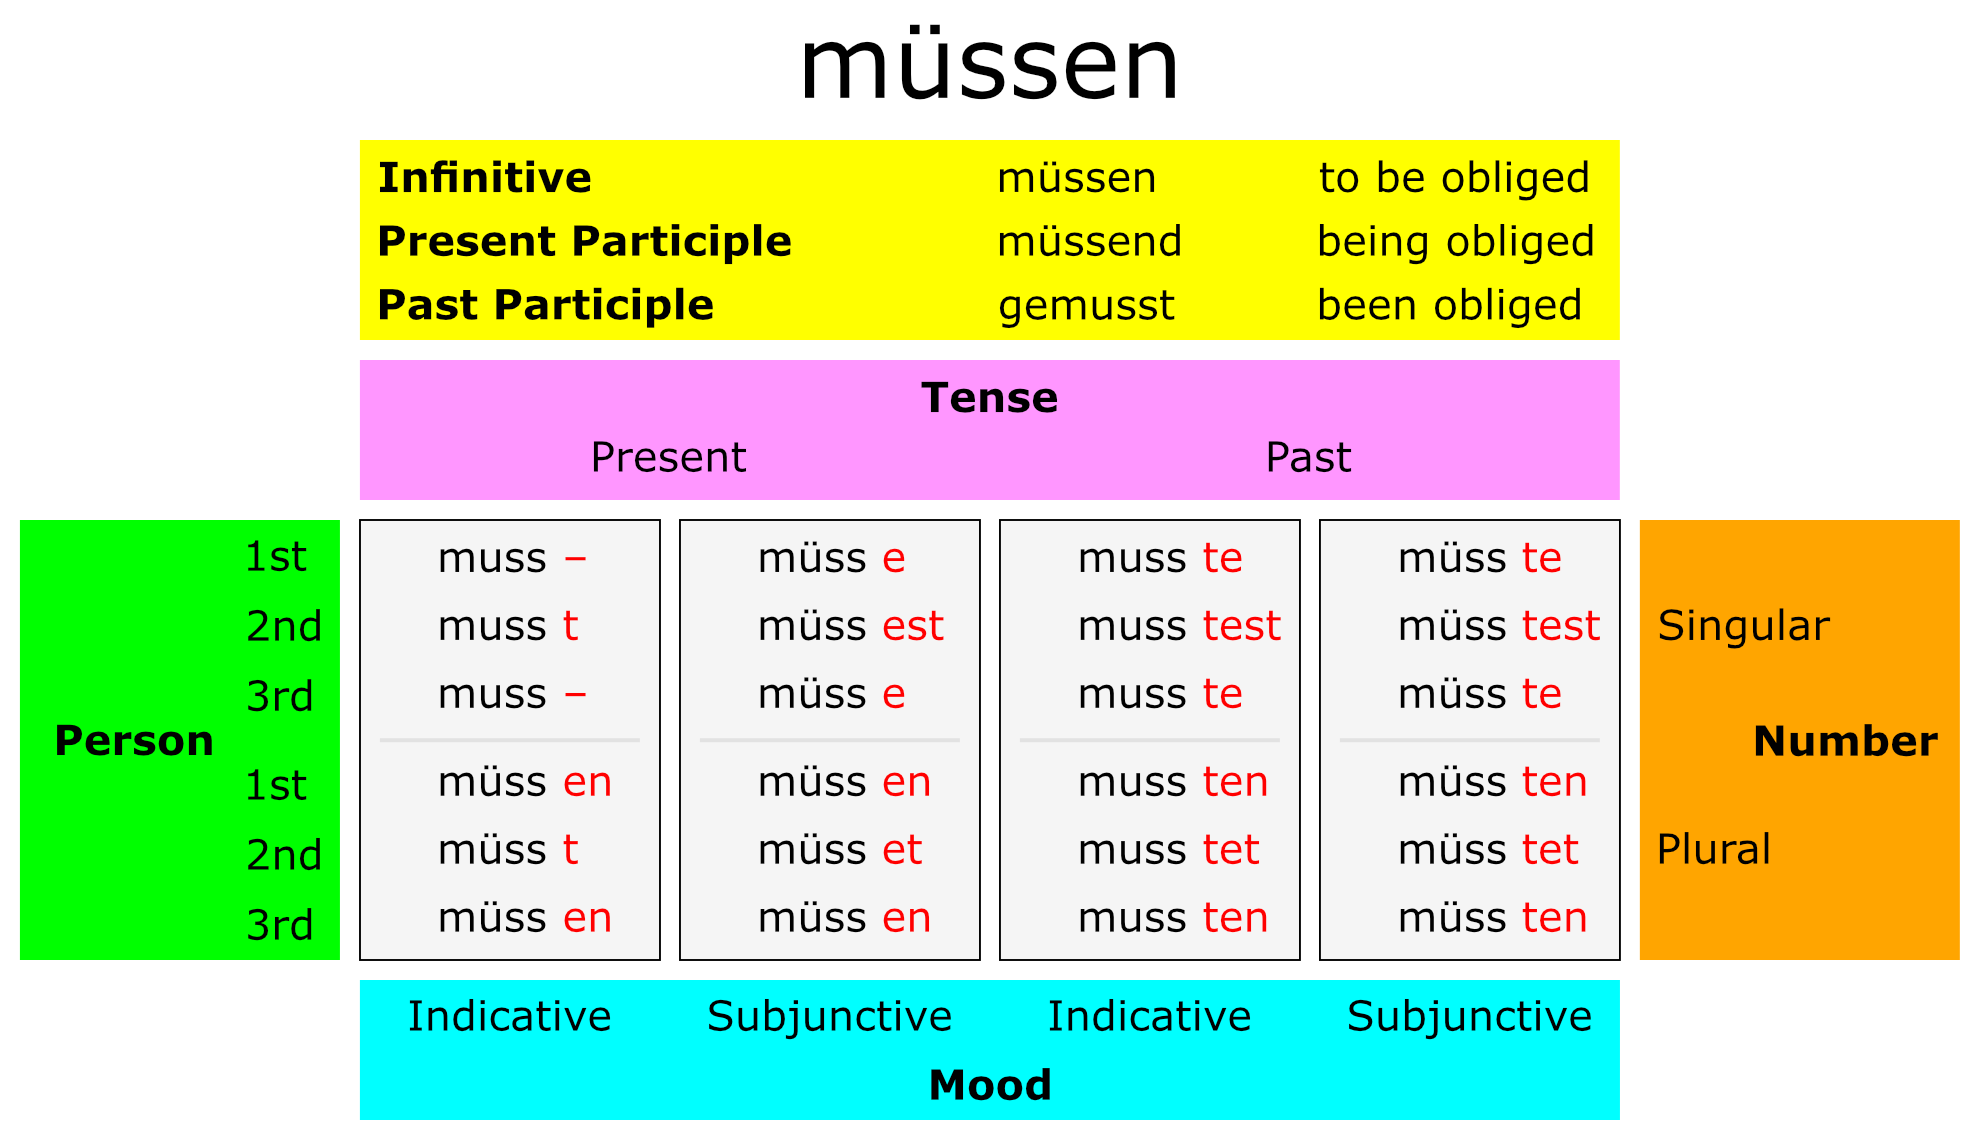 müssen
Infinitive müssen to be obliged
Present Participle müssend being obliged
Past Participle gemusst been obliged
Tense
Present Past
1st muss – müss e muss te müss te
2nd muss t müss est muss test müss test Singular
3rd muss – müss e muss te müss te
Person Number
1st müss en müss en muss ten müss ten
2nd müss t müss et muss tet müss tet Plural
3rd müss en müss en muss ten müss ten
Indicative Subjunctive Indicative Subjunctive
Mood